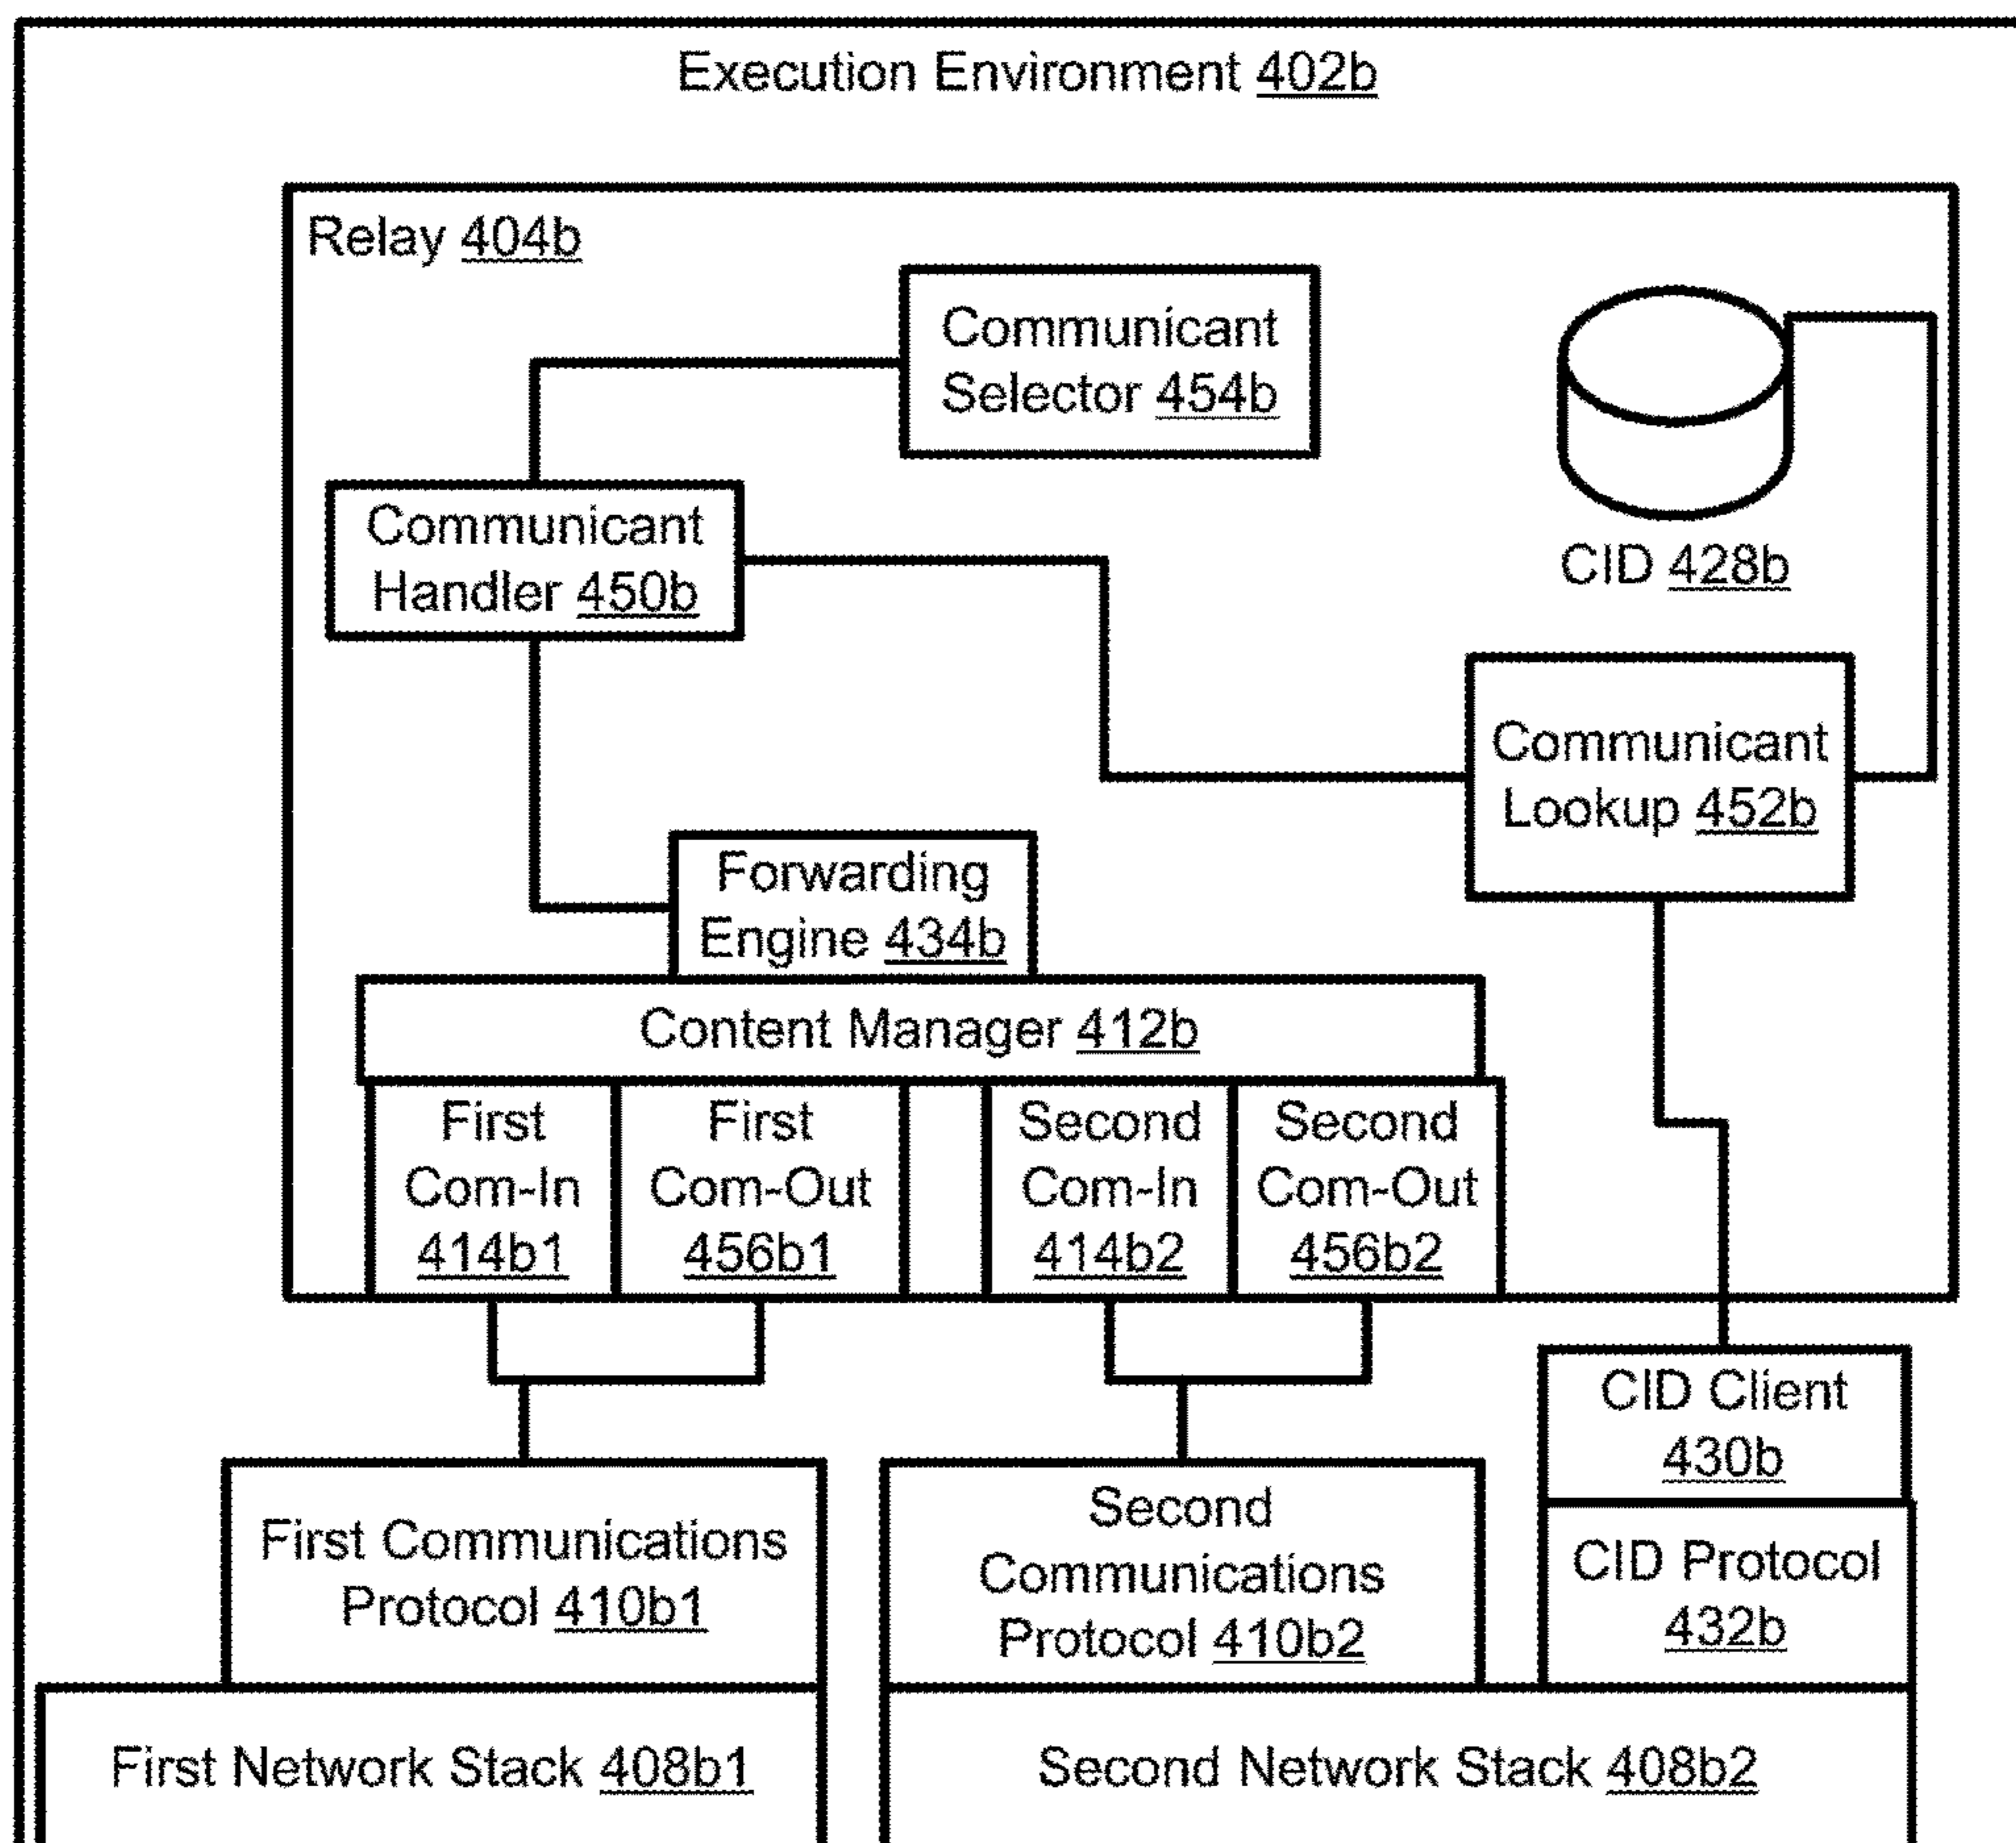 Execution Environment 402b
Relay 404b
Communicant
Selector 454b
CID 428b
Communicant
Handler 450b
Communicant
Lookup 452b
Forwarding
Engine 434b
Content Manager 412b
First
Com-In
414b1
First
Com-Out
456b1
Second
Com-In
414b2
Second
Com-Out
456b2
CID Client
430b
First Communications
Protocol 410b1
Second
Communications
Protocol 410b2
CID Protocol
432b
First Network Stack 408b1
Second Network Stack 408b2